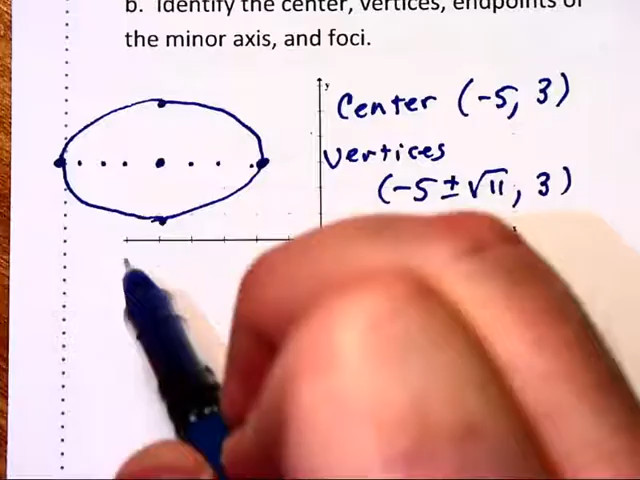 b. Identify the center, vertices, endpoints of
the minor axis, and foci.
y
Center (-5, 3)
vertices
(-5 ± √11, 3)